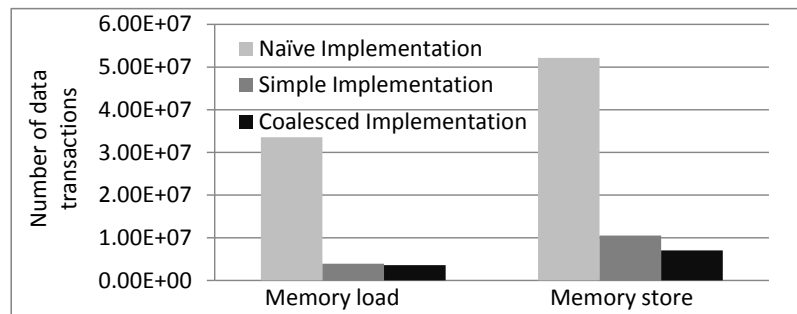 Number of data
transactions
6.00E+07
5.00E+07
4.00E+07
3.00E+07
2.00E+07
1.00E+07
0.00E+00
Naïve Implementation
Simple Implementation
Coalesced Implementation
Memory load
Memory store